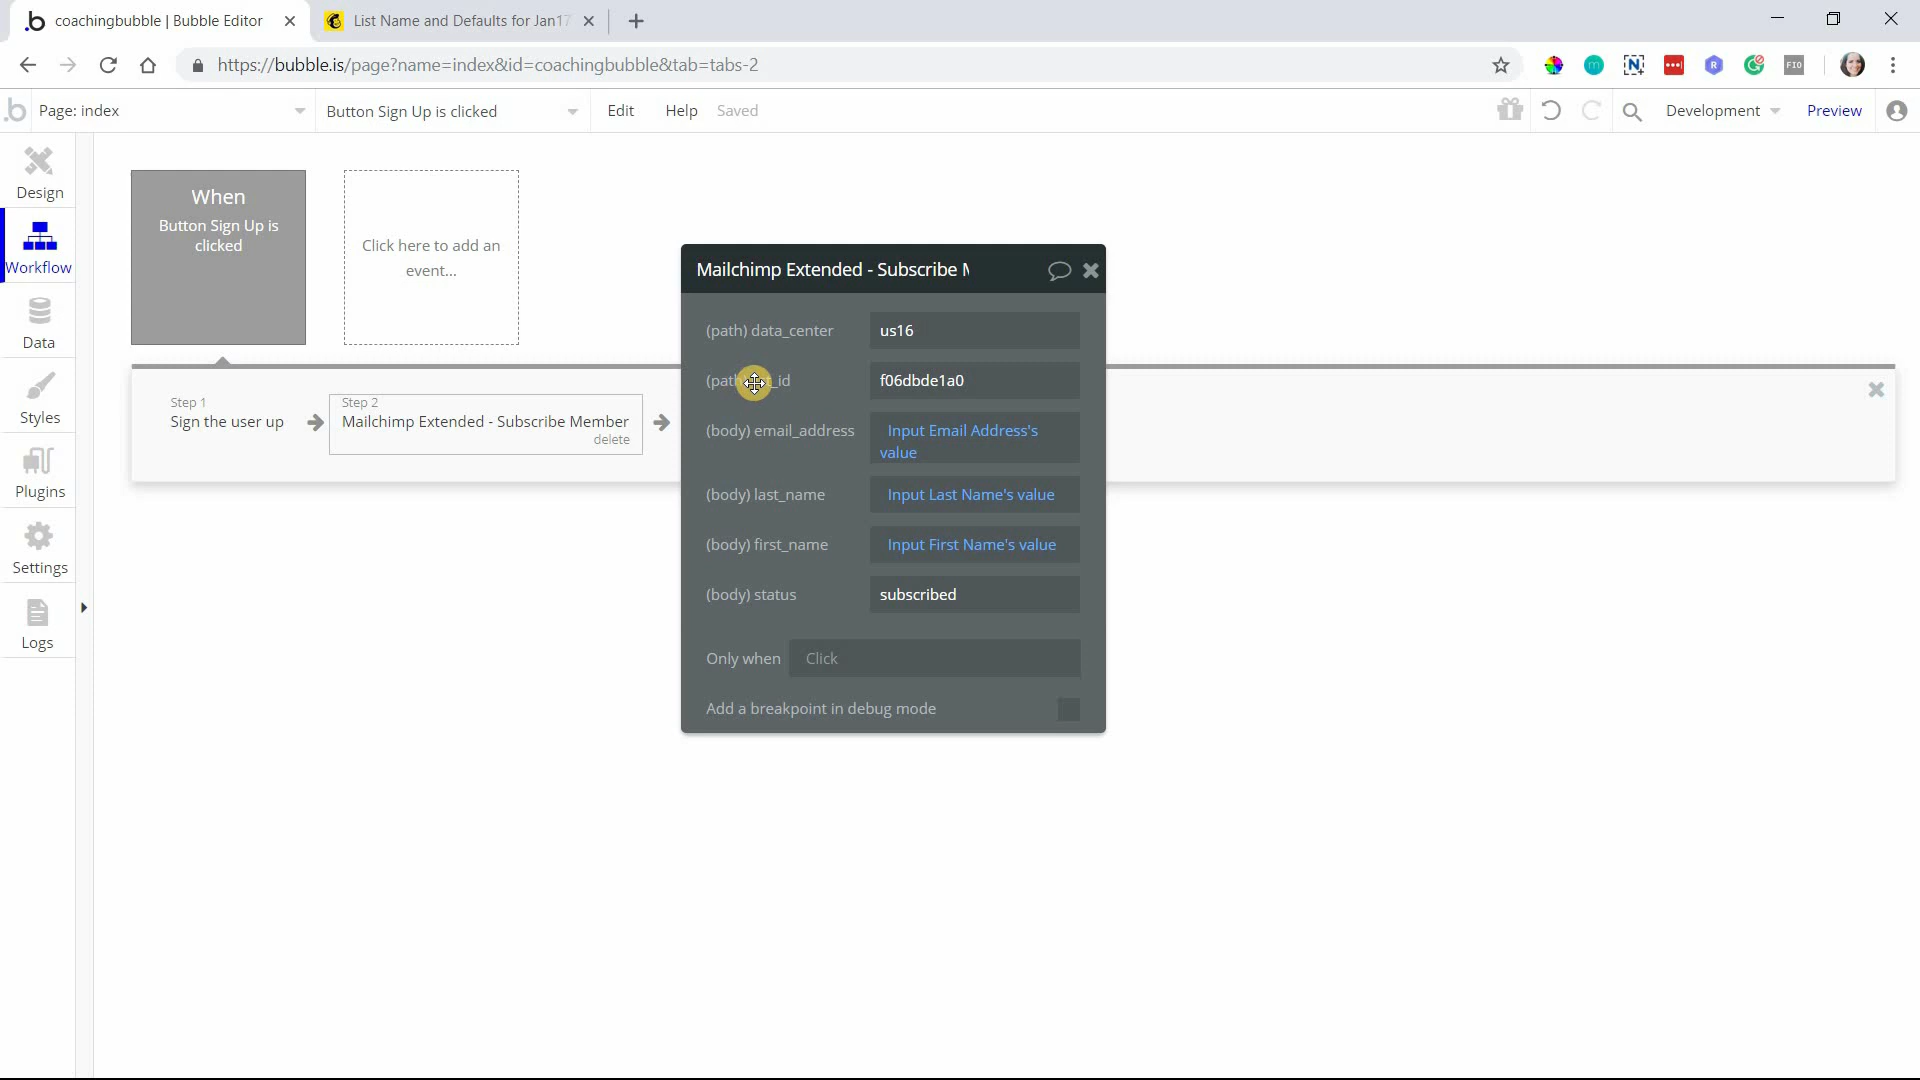 coachingbubble | Bubble Editor
List Name and Defaults for Jan17
https://bubble.is/page?name=index&id=coachingbubble&tab=tabs-2
Page: index
Button Sign Up is clicked
Edit
Help
Saved
Development
Preview
Design
Workflow
Data
Styles
Plugins
Settings
Logs
When
Button Sign Up is
clicked
Click here to add an
event...
Step 1
Sign the user up
Step 2
Mailchimp Extended - Subscribe Member
delete
Mailchimp Extended - Subscribe M
(path) data_center
us16
(path) id
f06dbde1a0
(body) email_address
Input Email Address's
value
(body) last_name
Input Last Name's value
(body) first_name
Input First Name's value
(body) status
subscribed
Only when
Click
Add a breakpoint in debug mode
FIO